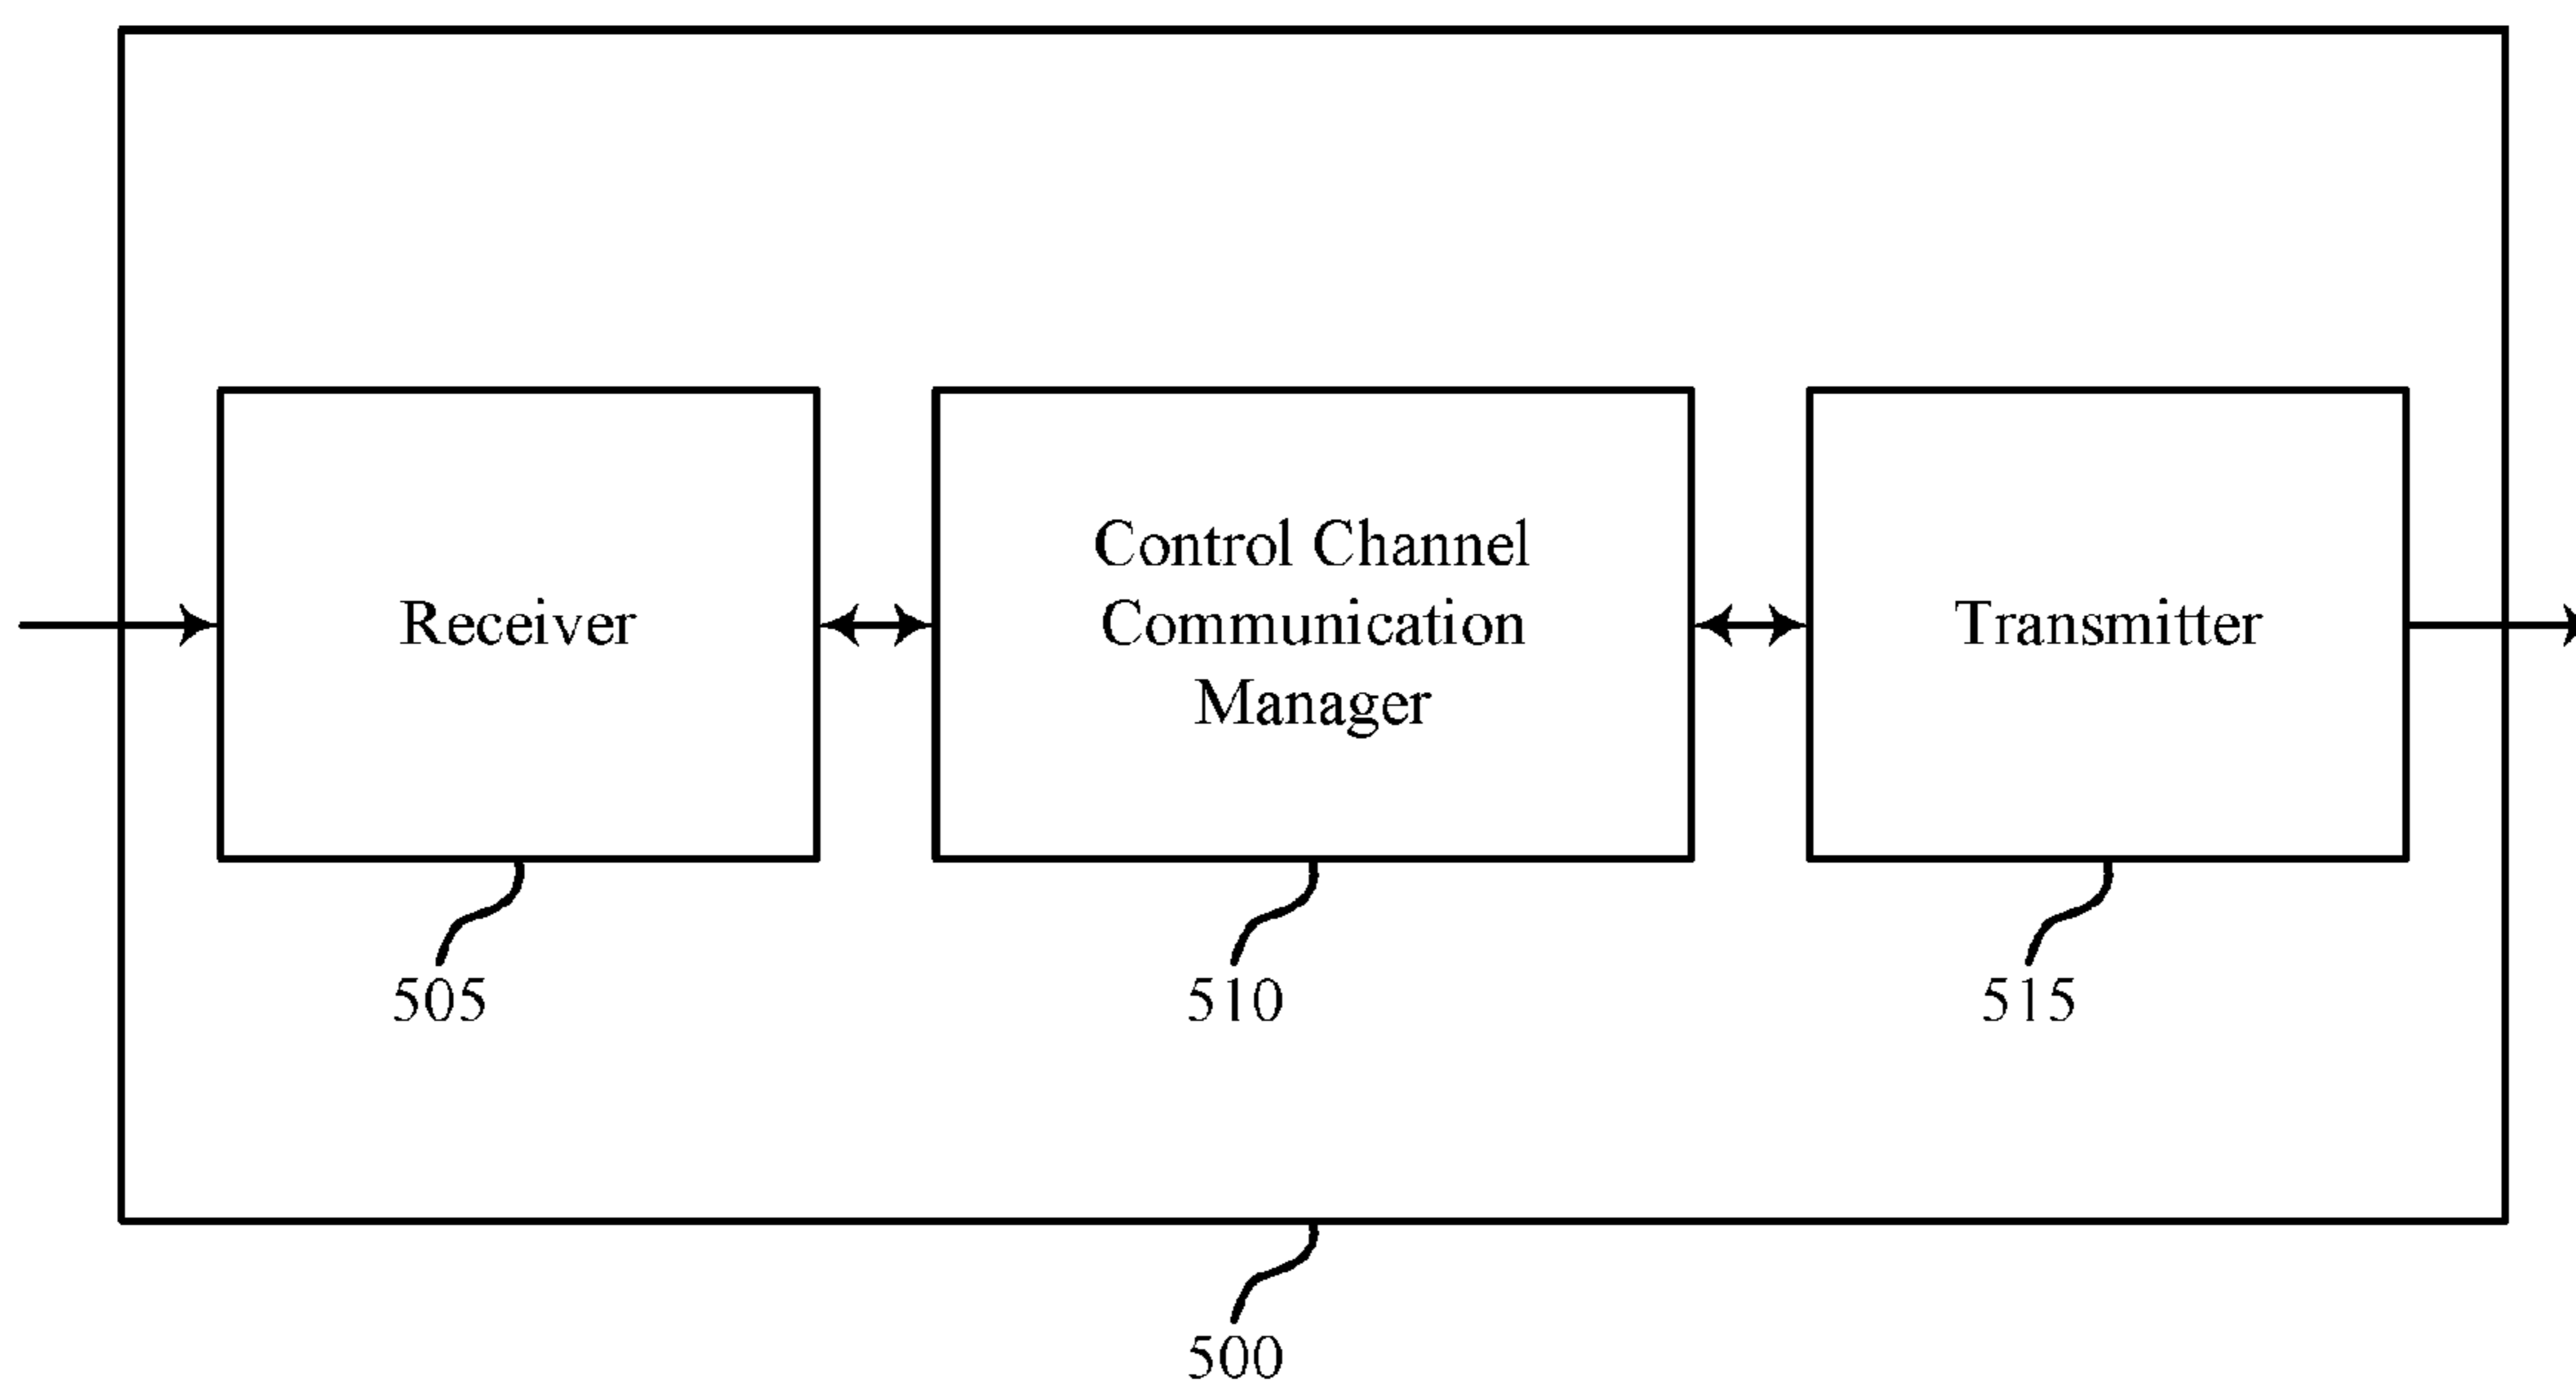 Receiver
Control Channel
Communication
Manager
Transmitter
505
510
515
500